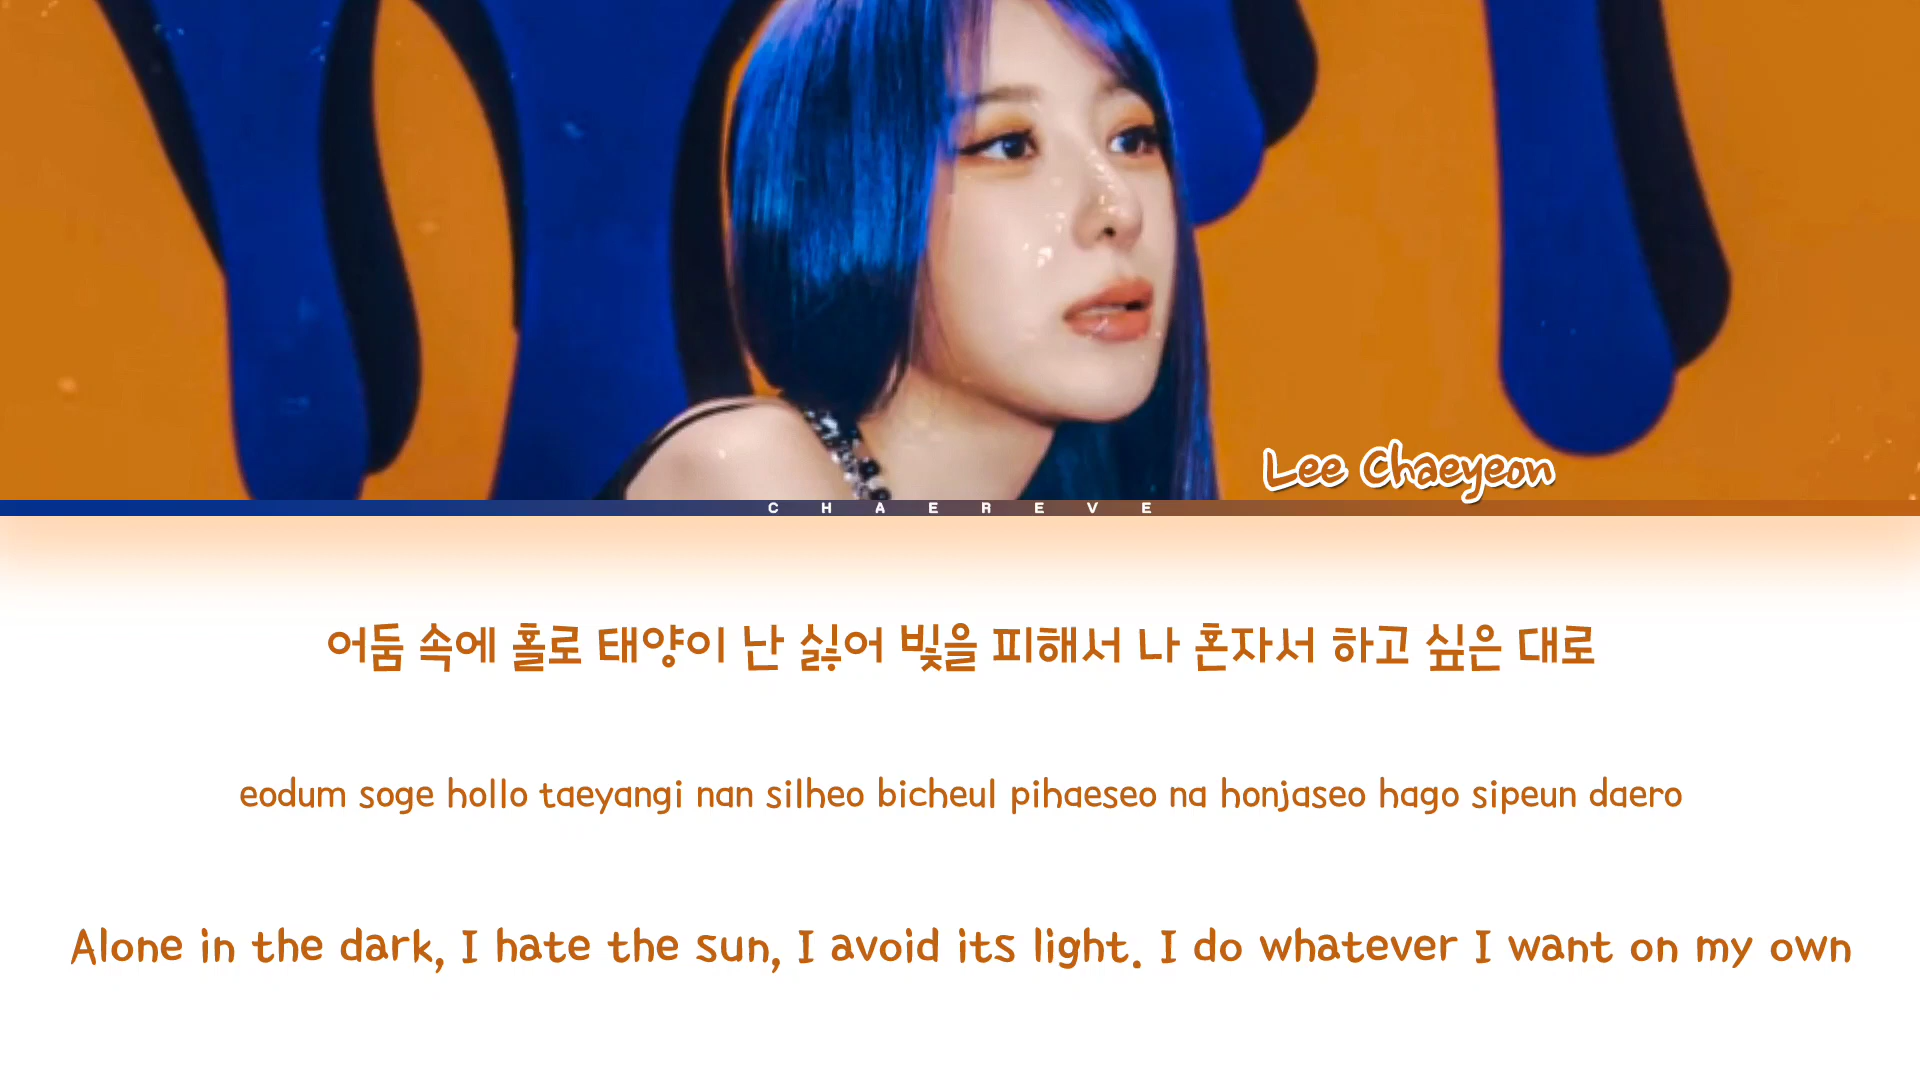 Lee Chaeyeon
CHAEREVE
어둠 속에 홀로 태양이 난 싫어 빛을 피해서 나 혼자서 하고 싶은 대로
eodum soge hollo taeyangi nan silheo bicheul pihaeseo na honjaseo hago sipeun daero
Alone in the dark, I hate the sun, I avoid its light. I do whatever I want on my own